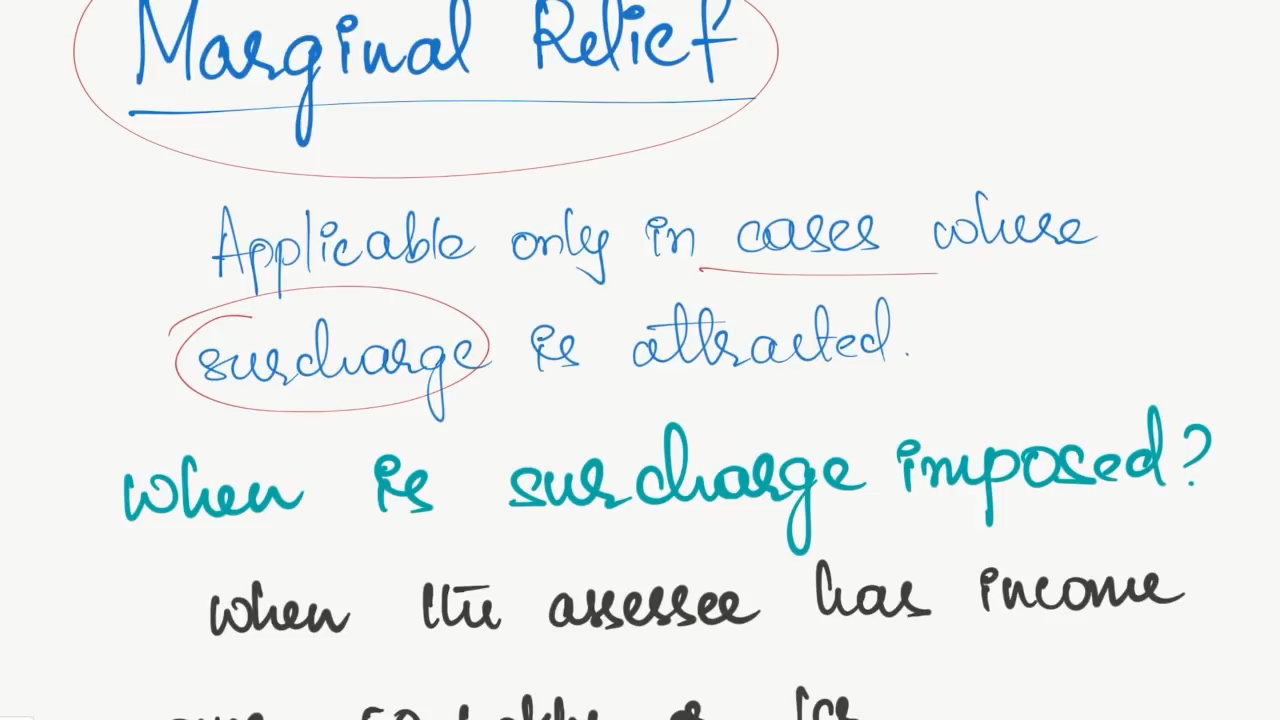 Marginal Relief
Applicable only in cases where
surcharge is attracted.
When is surcharge imposed?
When the assessee has income